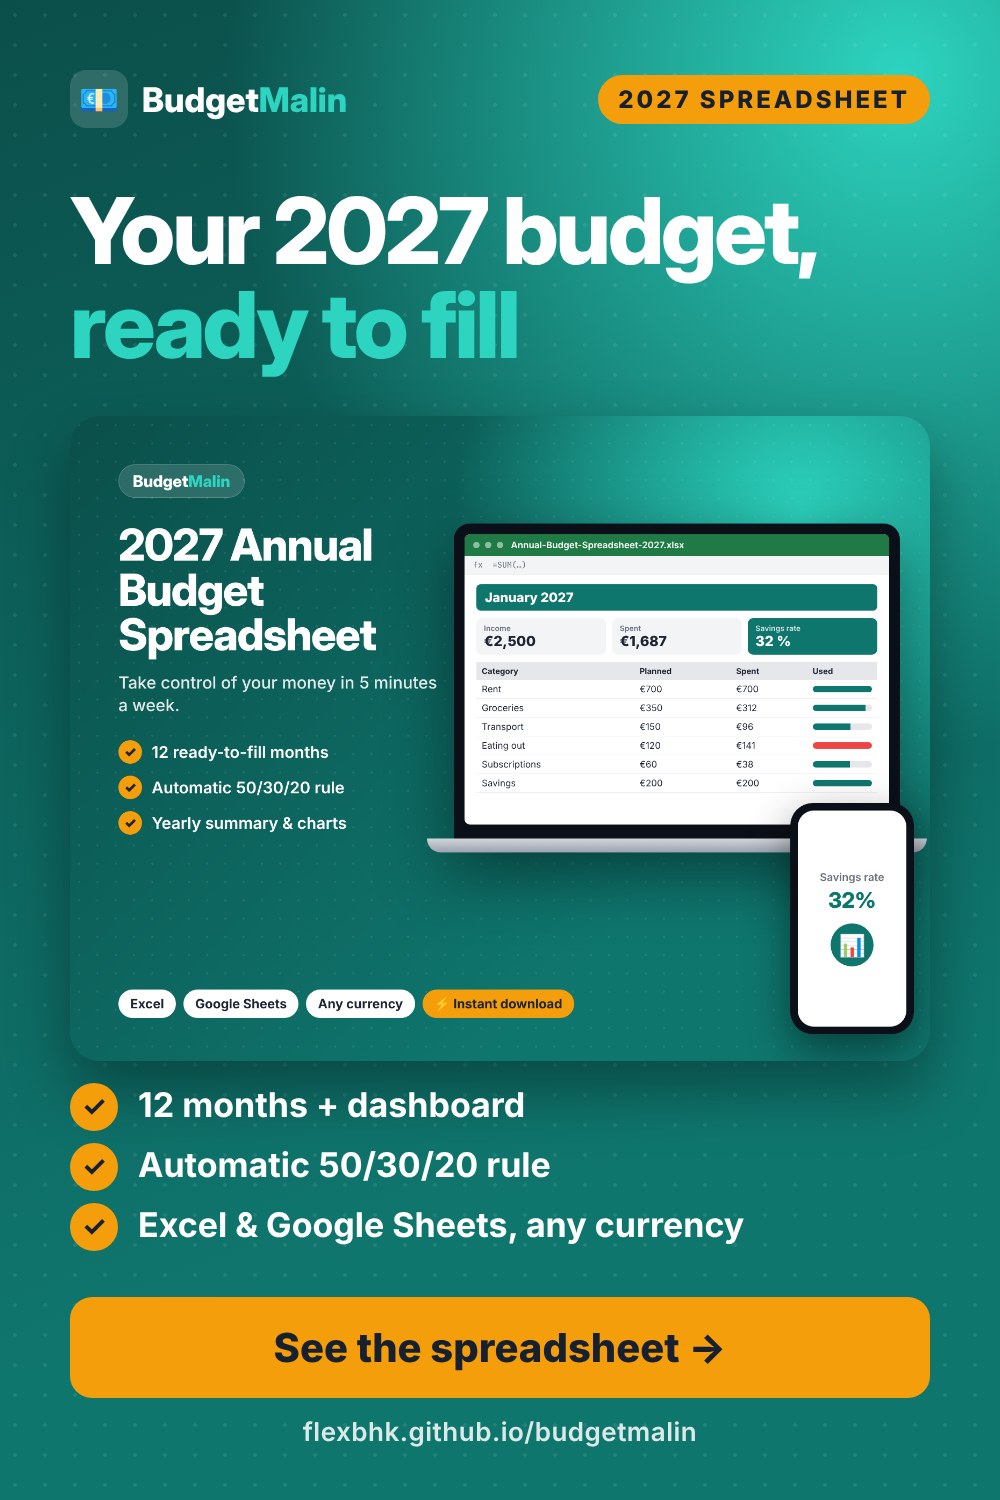 BudgetMalin
2027 SPREADSHEET
Your 2027 budget,
ready to fill
BudgetMalin
2027 Annual
Budget
Spreadsheet
Take control of your money in 5 minutes
a week.
12 ready-to-fill months
Automatic 50/30/20 rule
Yearly summary & charts
Annual-Budget-Spreadsheet-2027.xlsx
fx =SUM(…)
January 2027
Income Spent Savings rate
€2,500 €1,687 32 %
Category Planned Spent Used
Rent €700 €700
Groceries €350 €312
Transport €150 €96
Eating out €120 €141
Subscriptions €60 €38
Savings €200 €200
Savings rate
32%
Excel Google Sheets Any currency ⚡ Instant download
12 months + dashboard
Automatic 50/30/20 rule
Excel & Google Sheets, any currency
See the spreadsheet →
flexbhk.github.io/budgetmalin